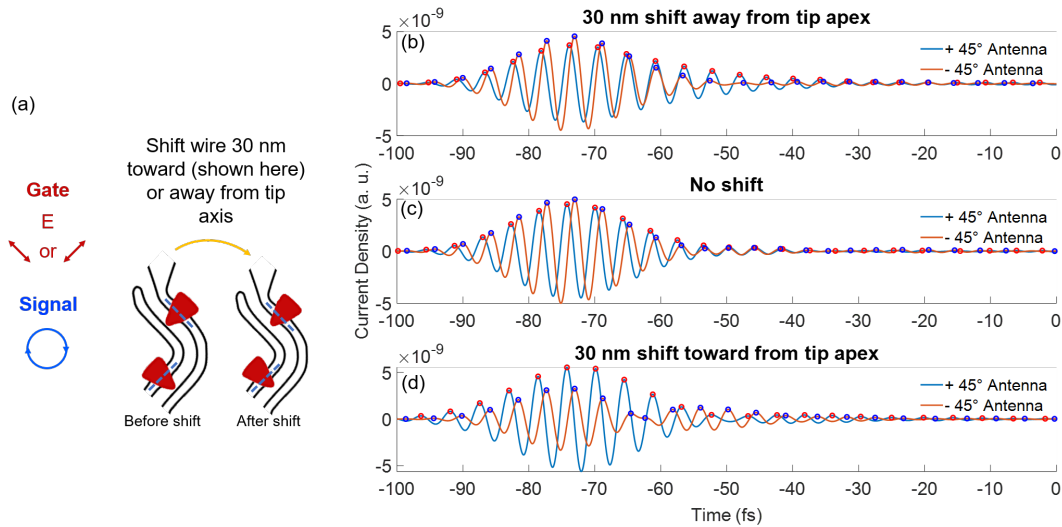 (a)
Gate
E
or
Signal
Shift wire 30 nm
toward (shown here)
or away from tip
axis
Before shift
After shift
Current Density (a. u.)
30 nm shift away from tip apex
×10^-9
(b)
+ 45° Antenna
- 45° Antenna
5
0
-5
-100 -90 -80 -70 -60 -50 -40 -30 -20 -10 0
No shift
×10^-9
(c)
+ 45° Antenna
- 45° Antenna
5
0
-5
-100 -90 -80 -70 -60 -50 -40 -30 -20 -10 0
30 nm shift toward from tip apex
×10^-9
(d)
+ 45° Antenna
- 45° Antenna
5
0
-5
-100 -90 -80 -70 -60 -50 -40 -30 -20 -10 0
Time (fs)